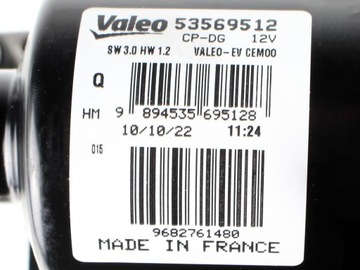 Valeo 53569512
CP-DG 12V
SW 3.0 HW 1.2 VALEO-EV CEMOO
Q
HM 9 894535 695128
10/10/22 11:24
015
9682761480
MADE IN FRANCE